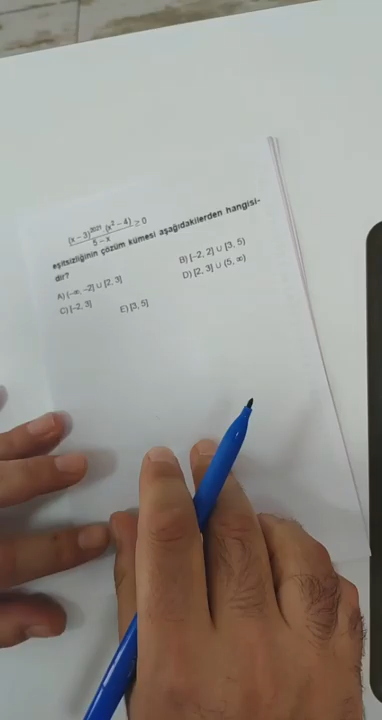 (x − 3)²⁰²¹ (x² − 4) / 5 − x ≥ 0
eşitsizliğinin çözüm kümesi aşağıdakilerden hangisi-
dir?
A) (−∞, −2] ∪ [2, 3] B) [−2, 2] ∪ [3, 5)
C) [−2, 3] E) [3, 5] D) [2, 3] ∪ (5, ∞)